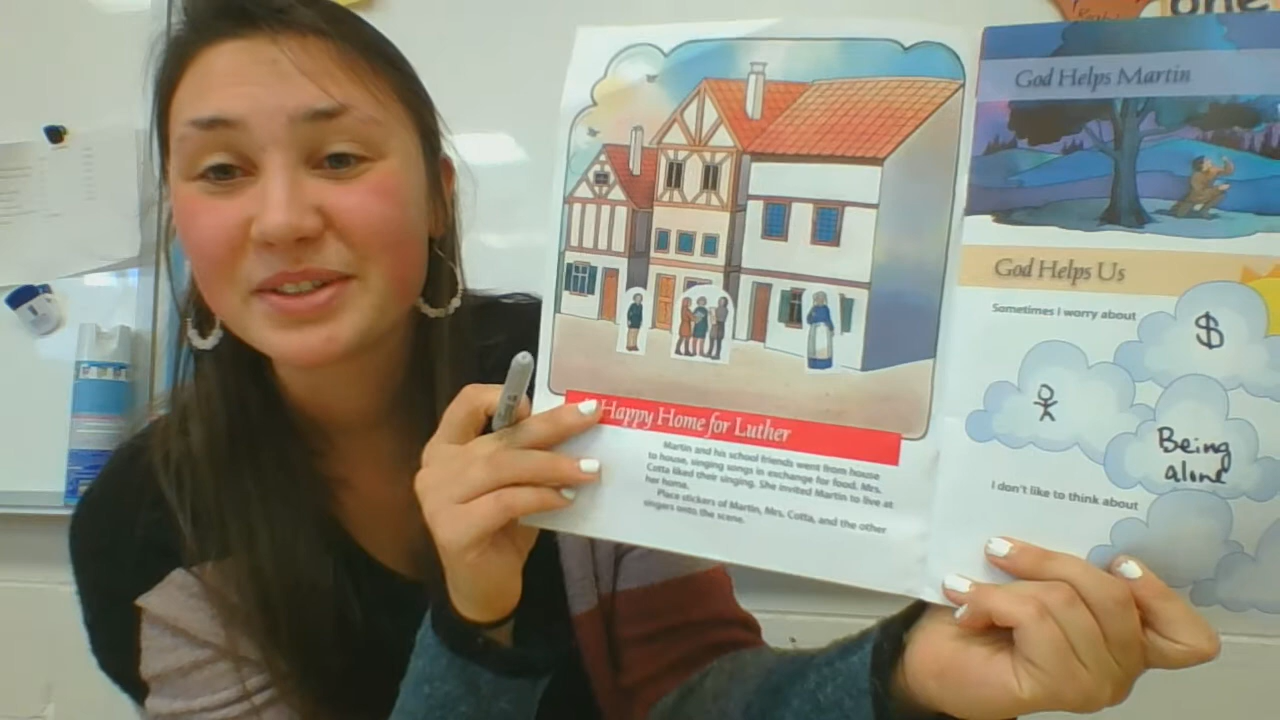 one
A Happy Home for Luther
Martin and his school friends went from house
to house, singing songs in exchange for food. Mrs.
Cotta liked their singing. She invited Martin to live at
her home.
Place stickers of Martin, Mrs. Cotta, and the other
singers onto the scene.
God Helps Martin
God Helps Us
Sometimes I worry about
$
Being
alone
I don't like to think about